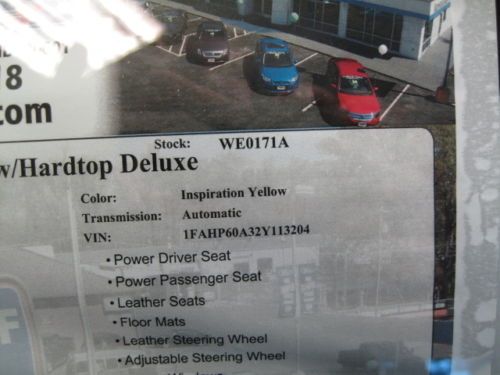 18
.com
Stock: WE0171A
w/Hardtop Deluxe
Color: Inspiration Yellow
Transmission: Automatic
VIN: 1FAHP60A32Y113204
• Power Driver Seat
• Power Passenger Seat
• Leather Seats
• Floor Mats
• Leather Steering Wheel
• Adjustable Steering Wheel